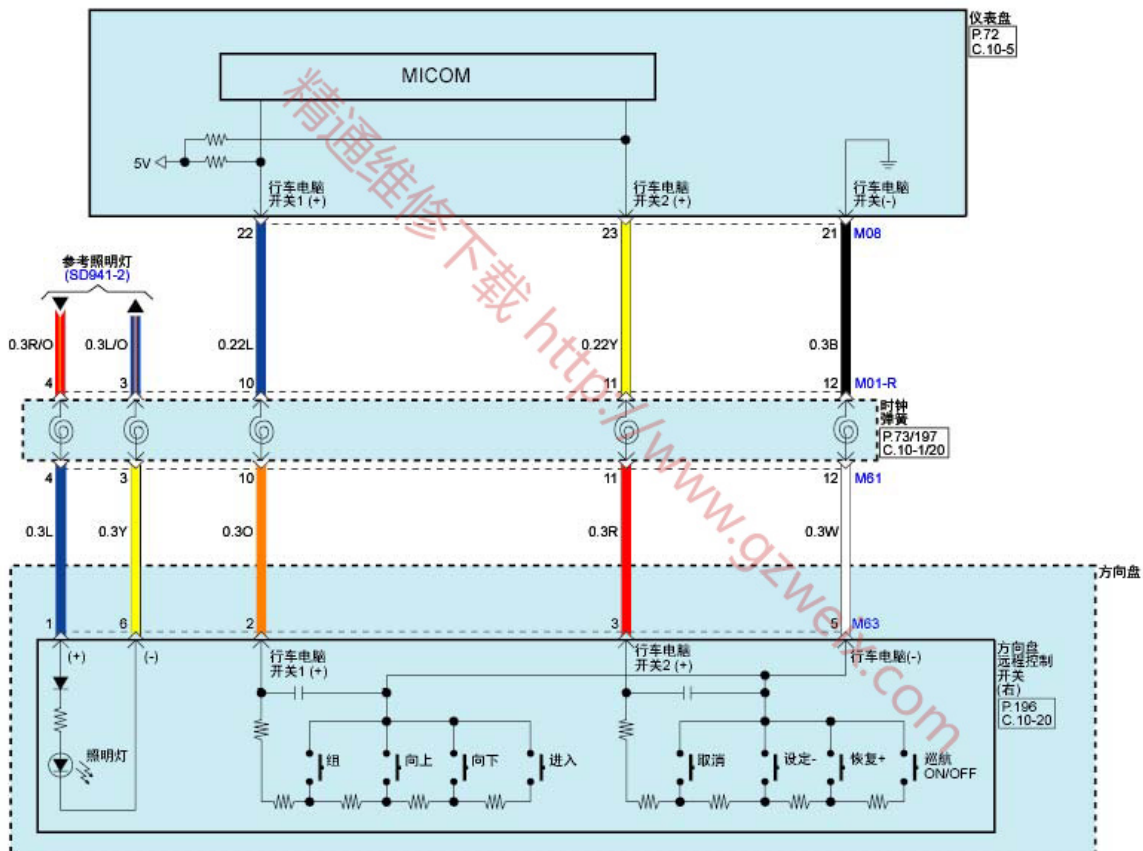 仪表盘
P.72
C.10-5
MICOM
5V
行车电脑
开关1 (+)
行车电脑
开关2 (+)
行车电脑
开关(-)
22
23
21
M08
参考照明灯
(SD941-2)
0.3R/O
0.3L/O
0.22L
0.22Y
0.3B
4
3
10
11
12
M01-R
时钟
弹簧
P.73/197
C.10-1/20
4
3
10
11
12
M61
0.3L
0.3Y
0.3O
0.3R
0.3W
方向盘
1
6
2
3
5
M63
(+)
(-)
行车电脑
开关1 (+)
行车电脑
开关2 (+)
行车电脑(-)
方向盘
远程控制
开关
(右)
P.196
C.10-20
照明灯
组
向上
向下
进入
取消
设定-
恢复+
巡航
ON/OFF
精通维修下载 http://www.gzweix.com